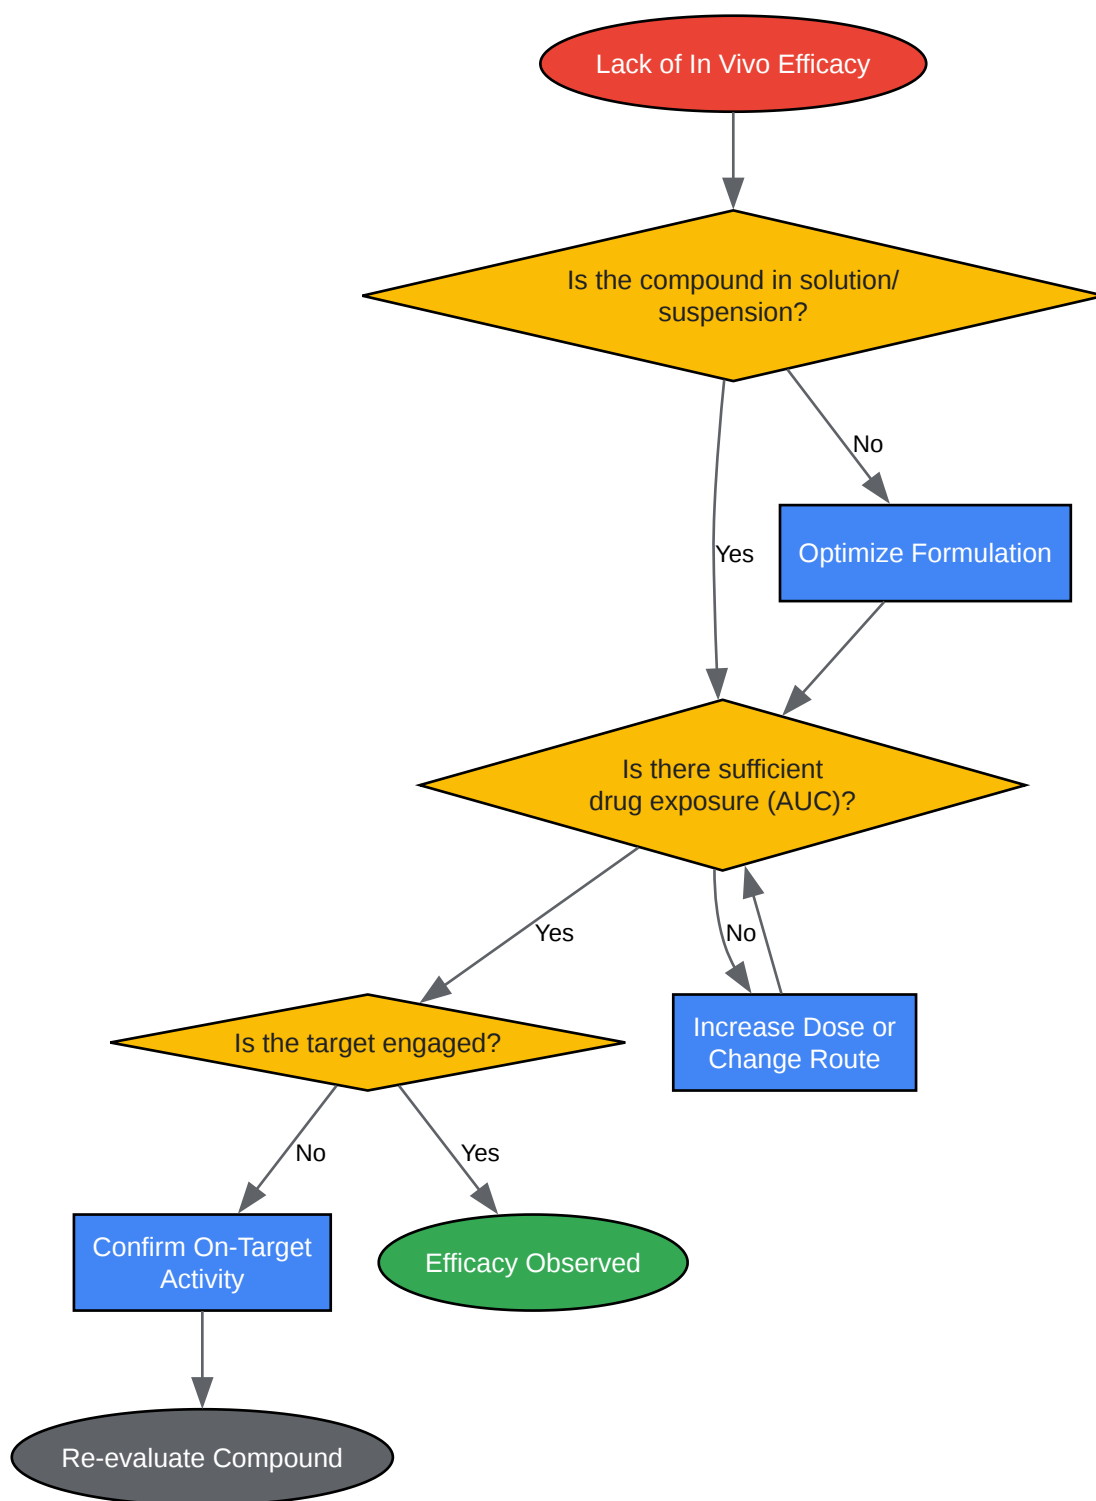 Lack of In Vivo Efficacy
Is the compound in solution/
suspension?
No
Yes
Optimize Formulation
Is there sufficient
drug exposure (AUC)?
Yes
No
Is the target engaged?
Increase Dose or
Change Route
No
Yes
Confirm On-Target
Activity
Efficacy Observed
Re-evaluate Compound